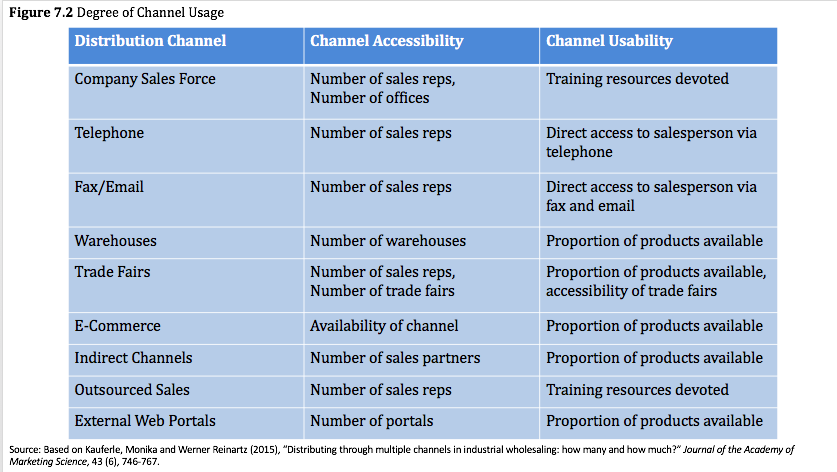 Figure 7.2 Degree of Channel Usage
Distribution Channel Channel Accessibility Channel Usability
Company Sales Force Number of sales reps, Training resources devoted
Number of offices
Telephone Number of sales reps Direct access to salesperson via
telephone
Fax/Email Number of sales reps Direct access to salesperson via
fax and email
Warehouses Number of warehouses Proportion of products available
Trade Fairs Number of sales reps, Proportion of products available,
Number of trade fairs accessibility of trade fairs
E-Commerce Availability of channel Proportion of products available
Indirect Channels Number of sales partners Proportion of products available
Outsourced Sales Number of sales reps Training resources devoted
External Web Portals Number of portals Proportion of products available
Source: Based on Kauferle, Monika and Werner Reinartz (2015), "Distributing through multiple channels in industrial wholesaling: how many and how much?" Journal of the Academy of
Marketing Science, 43 (6), 746-767.